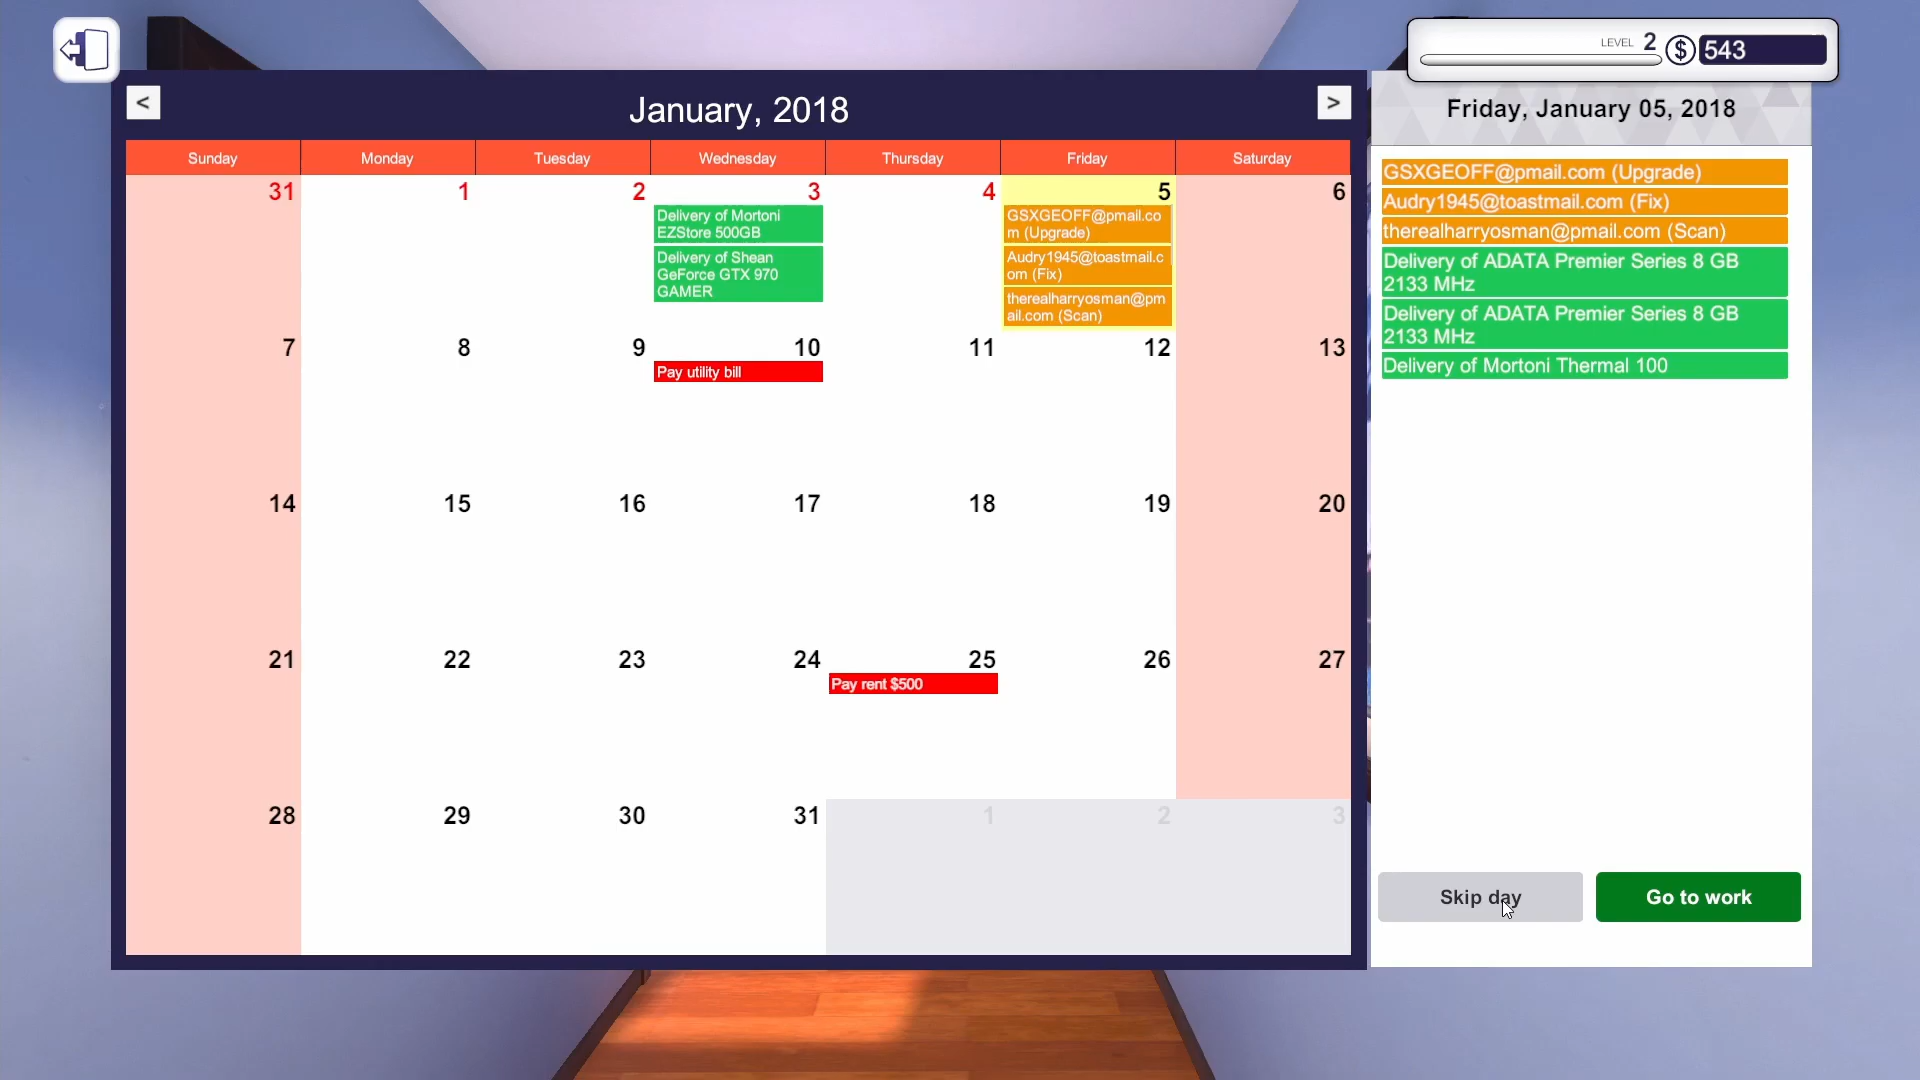 LEVEL 2 $ 543
< January, 2018 >
Sunday Monday Tuesday Wednesday Thursday Friday Saturday
31 1 2 3 4 5 6
Delivery of Mortoni
EZStore 500GB
Delivery of Shean
GeForce GTX 970
GAMER
GSXGEOFF@pmail.co
m (Upgrade)
Audry1945@toastmail.c
om (Fix)
therealharryosman@pm
ail.com (Scan)
7 8 9 10 11 12 13
Pay utility bill
14 15 16 17 18 19 20
21 22 23 24 25 26 27
Pay rent $500
28 29 30 31 1 2 3
Friday, January 05, 2018
GSXGEOFF@pmail.com (Upgrade)
Audry1945@toastmail.com (Fix)
therealharryosman@pmail.com (Scan)
Delivery of ADATA Premier Series 8 GB
2133 MHz
Delivery of ADATA Premier Series 8 GB
2133 MHz
Delivery of Mortoni Thermal 100
Skip day
Go to work